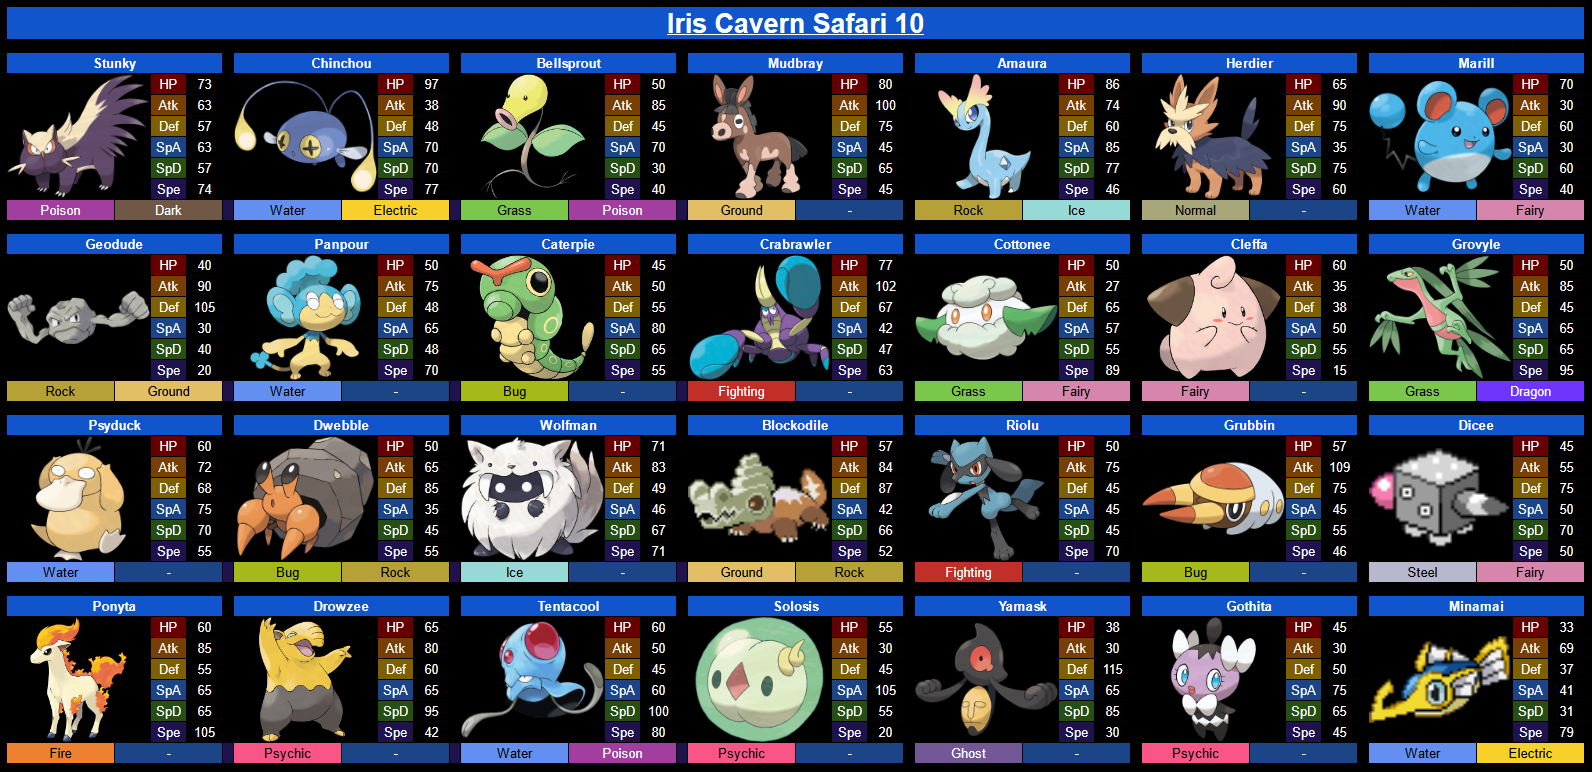 Iris Cavern Safari 10
Stunky Chinchou Bellsprout Mudbray Amaura Herdier Marill
HP 73 HP 97 HP 50 HP 80 HP 86 HP 65 HP 70
Atk 63 Atk 38 Atk 85 Atk 100 Atk 74 Atk 90 Atk 30
Def 57 Def 48 Def 45 Def 75 Def 60 Def 75 Def 60
SpA 63 SpA 70 SpA 70 SpA 45 SpA 85 SpA 35 SpA 30
SpD 57 SpD 70 SpD 30 SpD 65 SpD 77 SpD 75 SpD 60
Spe 74 Spe 77 Spe 40 Spe 45 Spe 46 Spe 60 Spe 40
Poison Dark Water Electric Grass Poison Ground - Rock Ice Normal - Water Fairy
Geodude Panpour Caterpie Crabrawler Cottonee Cleffa Grovyle
HP 40 HP 50 HP 45 HP 77 HP 50 HP 60 HP 50
Atk 90 Atk 75 Atk 50 Atk 102 Atk 27 Atk 35 Atk 85
Def 105 Def 48 Def 55 Def 67 Def 65 Def 38 Def 45
SpA 30 SpA 65 SpA 80 SpA 42 SpA 57 SpA 50 SpA 65
SpD 40 SpD 48 SpD 65 SpD 47 SpD 55 SpD 55 SpD 65
Spe 20 Spe 70 Spe 55 Spe 63 Spe 89 Spe 15 Spe 95
Rock Ground Water - Bug - Fighting - Grass Fairy Fairy - Grass Dragon
Psyduck Dwebble Wolfman Blockodile Riolu Grubbin Dicee
HP 60 HP 50 HP 71 HP 57 HP 50 HP 57 HP 45
Atk 72 Atk 65 Atk 83 Atk 84 Atk 75 Atk 109 Atk 55
Def 68 Def 85 Def 49 Def 87 Def 45 Def 75 Def 75
SpA 75 SpA 35 SpA 46 SpA 42 SpA 45 SpA 45 SpA 50
SpD 70 SpD 45 SpD 67 SpD 66 SpD 45 SpD 55 SpD 70
Spe 55 Spe 55 Spe 71 Spe 52 Spe 70 Spe 46 Spe 50
Water - Bug Rock Ice - Ground Rock Fighting - Bug - Steel Fairy
Ponyta Drowzee Tentacool Solosis Yamask Gothita Minamai
HP 60 HP 65 HP 60 HP 55 HP 38 HP 45 HP 33
Atk 85 Atk 80 Atk 50 Atk 30 Atk 30 Atk 30 Atk 69
Def 55 Def 60 Def 45 Def 45 Def 115 Def 50 Def 37
SpA 65 SpA 65 SpA 60 SpA 105 SpA 65 SpA 75 SpA 41
SpD 65 SpD 95 SpD 100 SpD 55 SpD 85 SpD 65 SpD 31
Spe 105 Spe 42 Spe 80 Spe 20 Spe 30 Spe 45 Spe 79
Fire - Psychic - Water Poison Psychic - Ghost - Psychic - Water Electric